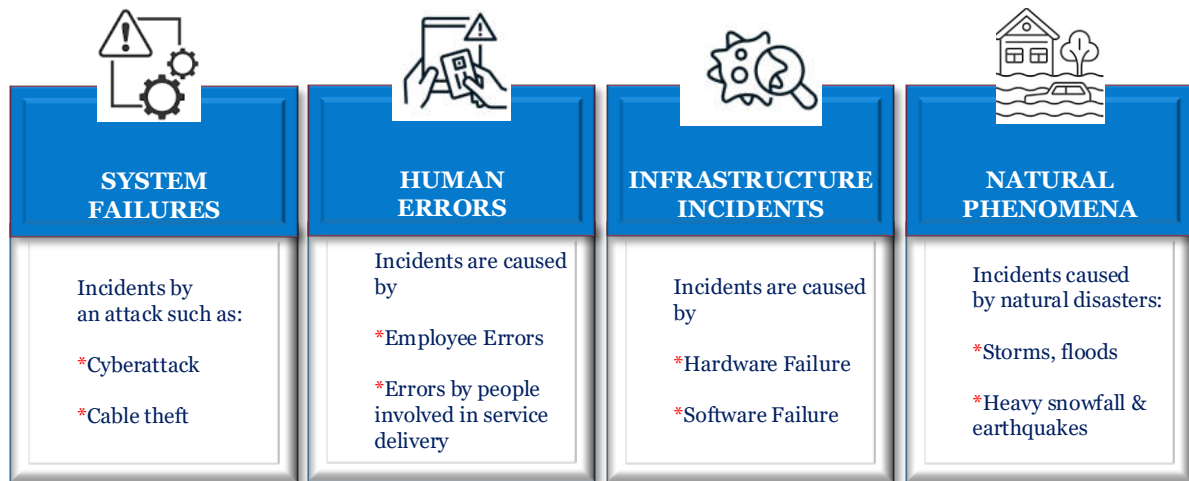 SYSTEM
FAILURES
Incidents by
an attack such as:
*Cyberattack
*Cable theft
HUMAN
ERRORS
Incidents are caused
by
*Employee Errors
*Errors by people
involved in service
delivery
INFRASTRUCTURE
INCIDENTS
Incidents are caused
by
*Hardware Failure
*Software Failure
NATURAL
PHENOMENA
Incidents caused
by natural disasters:
*Storms, floods
*Heavy snowfall &
earthquakes